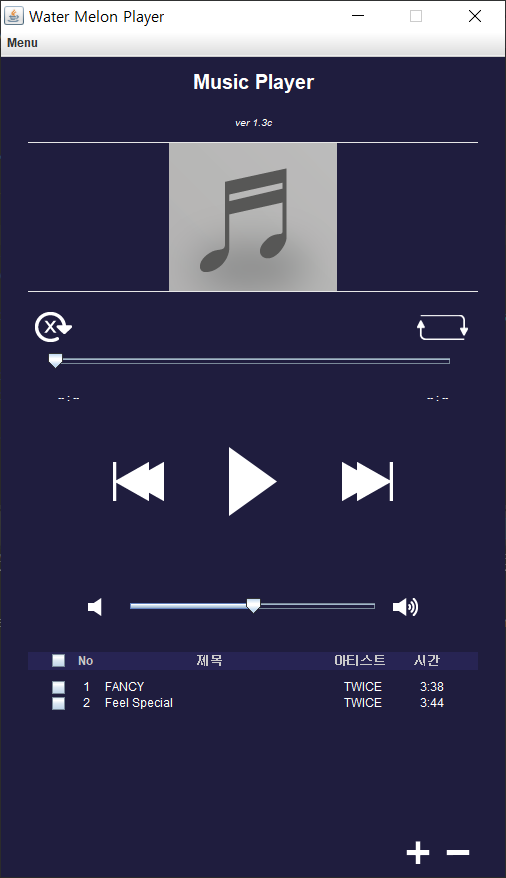 Water Melon Player
Menu
Music Player
ver 1.3c
X
-- : --    -- : --
No    제목    아티스트    시간
1    FANCY    TWICE    3:38
2    Feel Special    TWICE    3:44